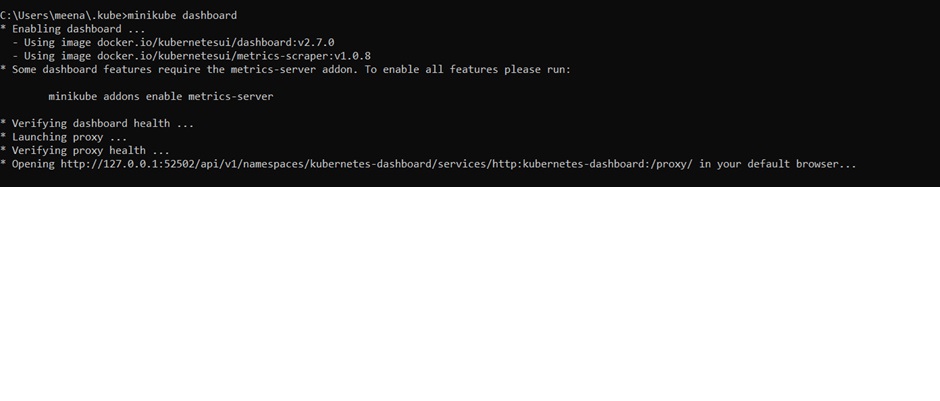 C:\Users\meena\.kube>minikube dashboard
* Enabling dashboard ...
  - Using image docker.io/kubernetesui/dashboard:v2.7.0
  - Using image docker.io/kubernetesui/metrics-scraper:v1.0.8
* Some dashboard features require the metrics-server addon. To enable all features please run:
        minikube addons enable metrics-server
* Verifying dashboard health ...
* Launching proxy ...
* Verifying proxy health ...
* Opening http://127.0.0.1:52502/api/v1/namespaces/kubernetes-dashboard/services/http:kubernetes-dashboard:/proxy/ in your default browser...